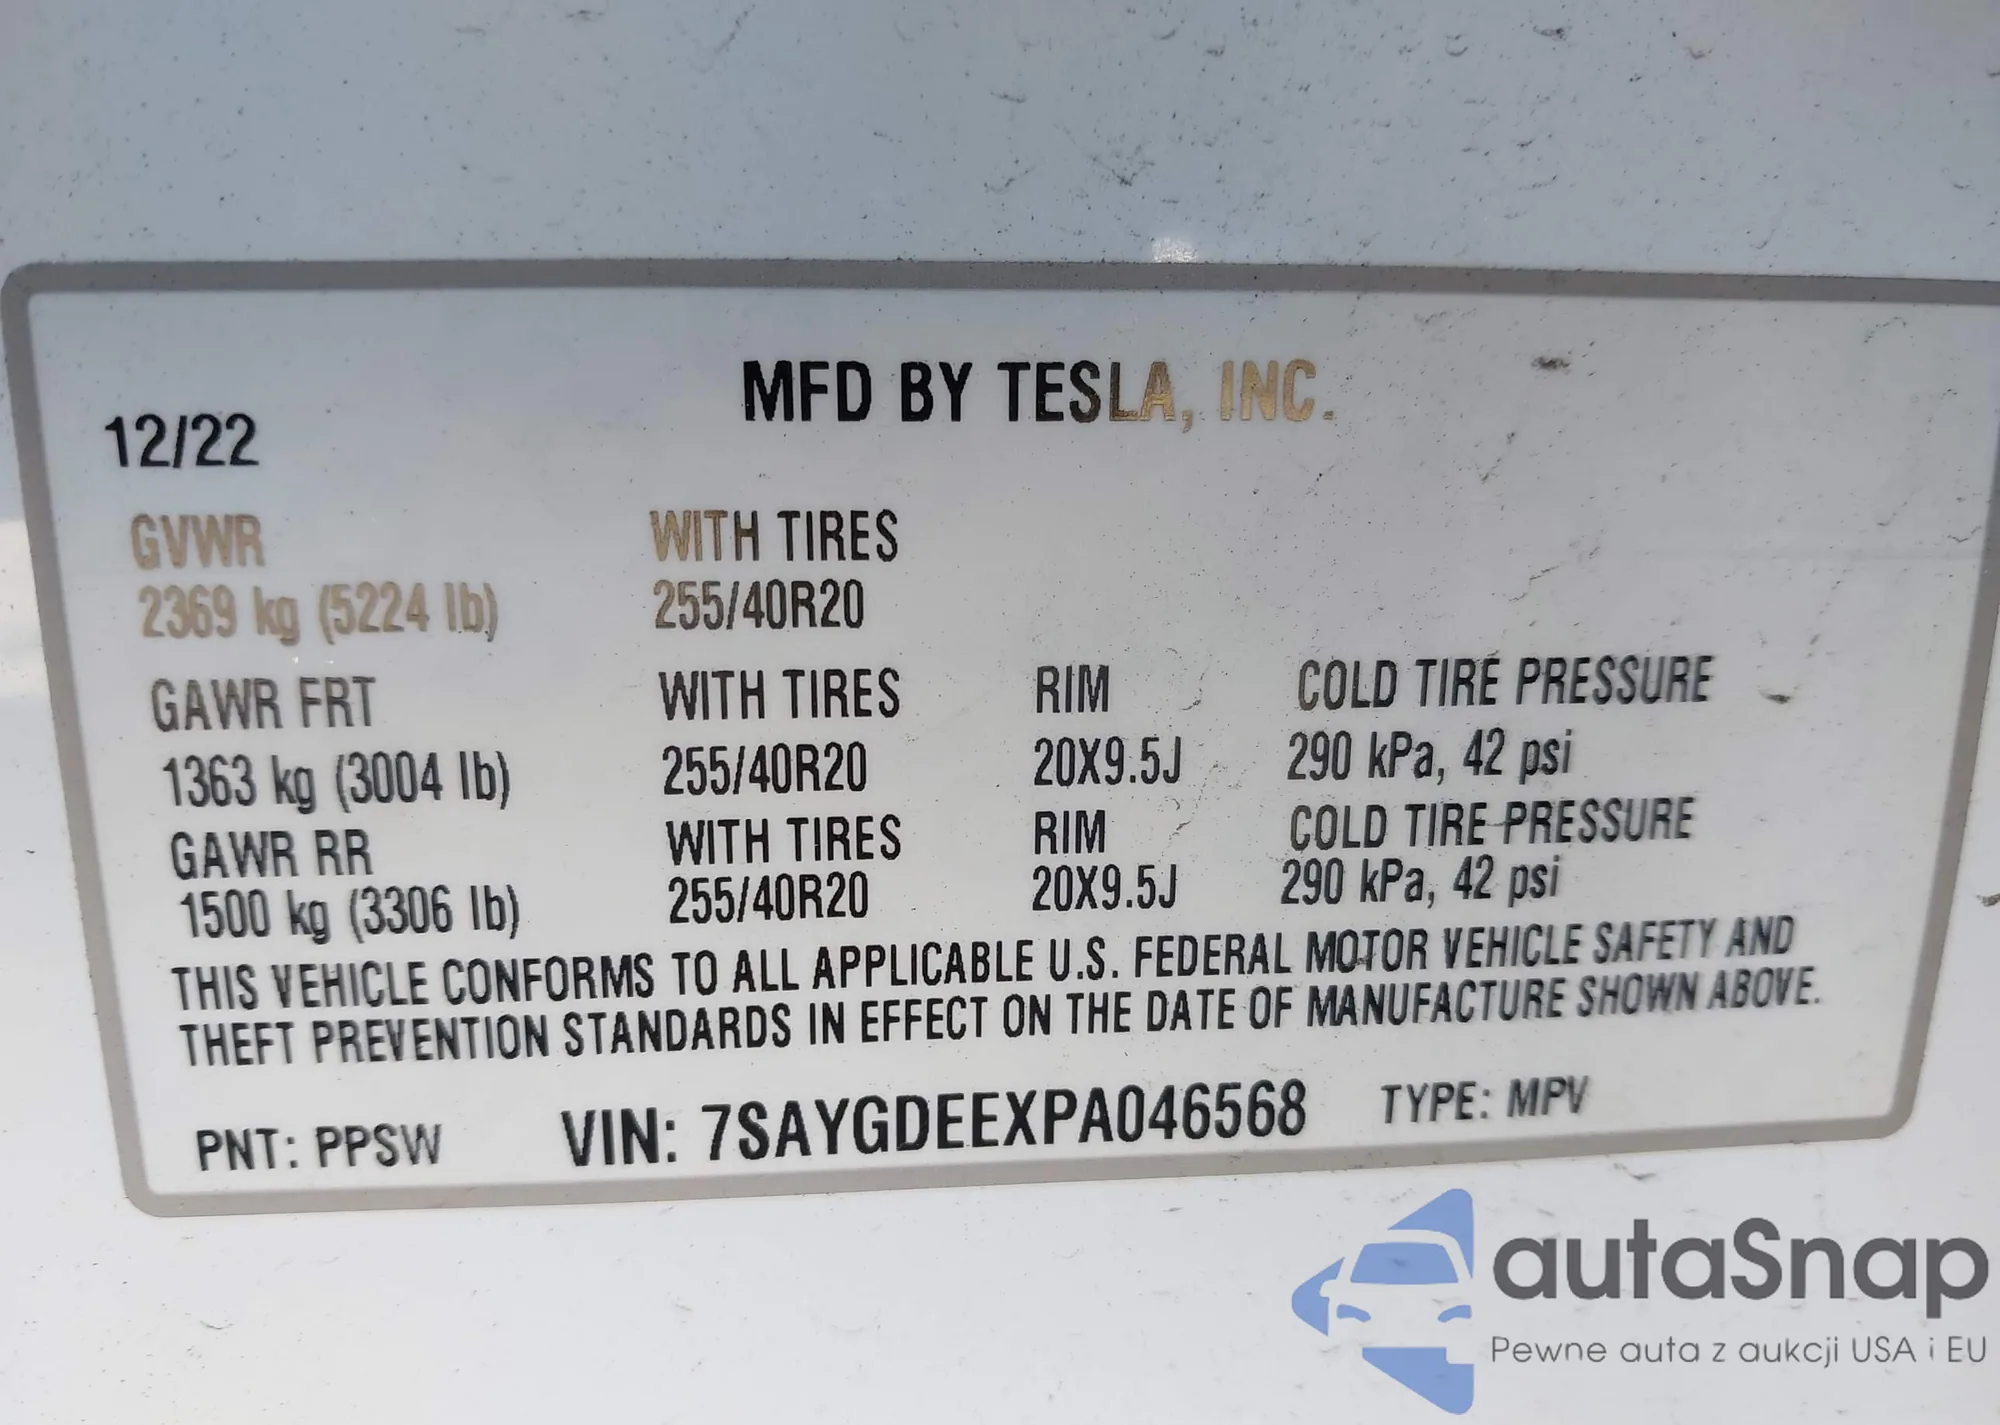 MFD BY TESLA, INC.
12/22
GVWR WITH TIRES
2369 kg (5224 lb) 255/40R20
GAWR FRT WITH TIRES RIM COLD TIRE PRESSURE
1363 kg (3004 lb) 255/40R20 20X9.5J 290 kPa, 42 psi
GAWR RR WITH TIRES RIM COLD TIRE PRESSURE
1500 kg (3306 lb) 255/40R20 20X9.5J 290 kPa, 42 psi
THIS VEHICLE CONFORMS TO ALL APPLICABLE U.S. FEDERAL MOTOR VEHICLE SAFETY AND
THEFT PREVENTION STANDARDS IN EFFECT ON THE DATE OF MANUFACTURE SHOWN ABOVE.
PNT: PPSW VIN: 7SAYGDEEXPA046568 TYPE: MPV
autaSnap
Pewne auta z aukcji USA i EU